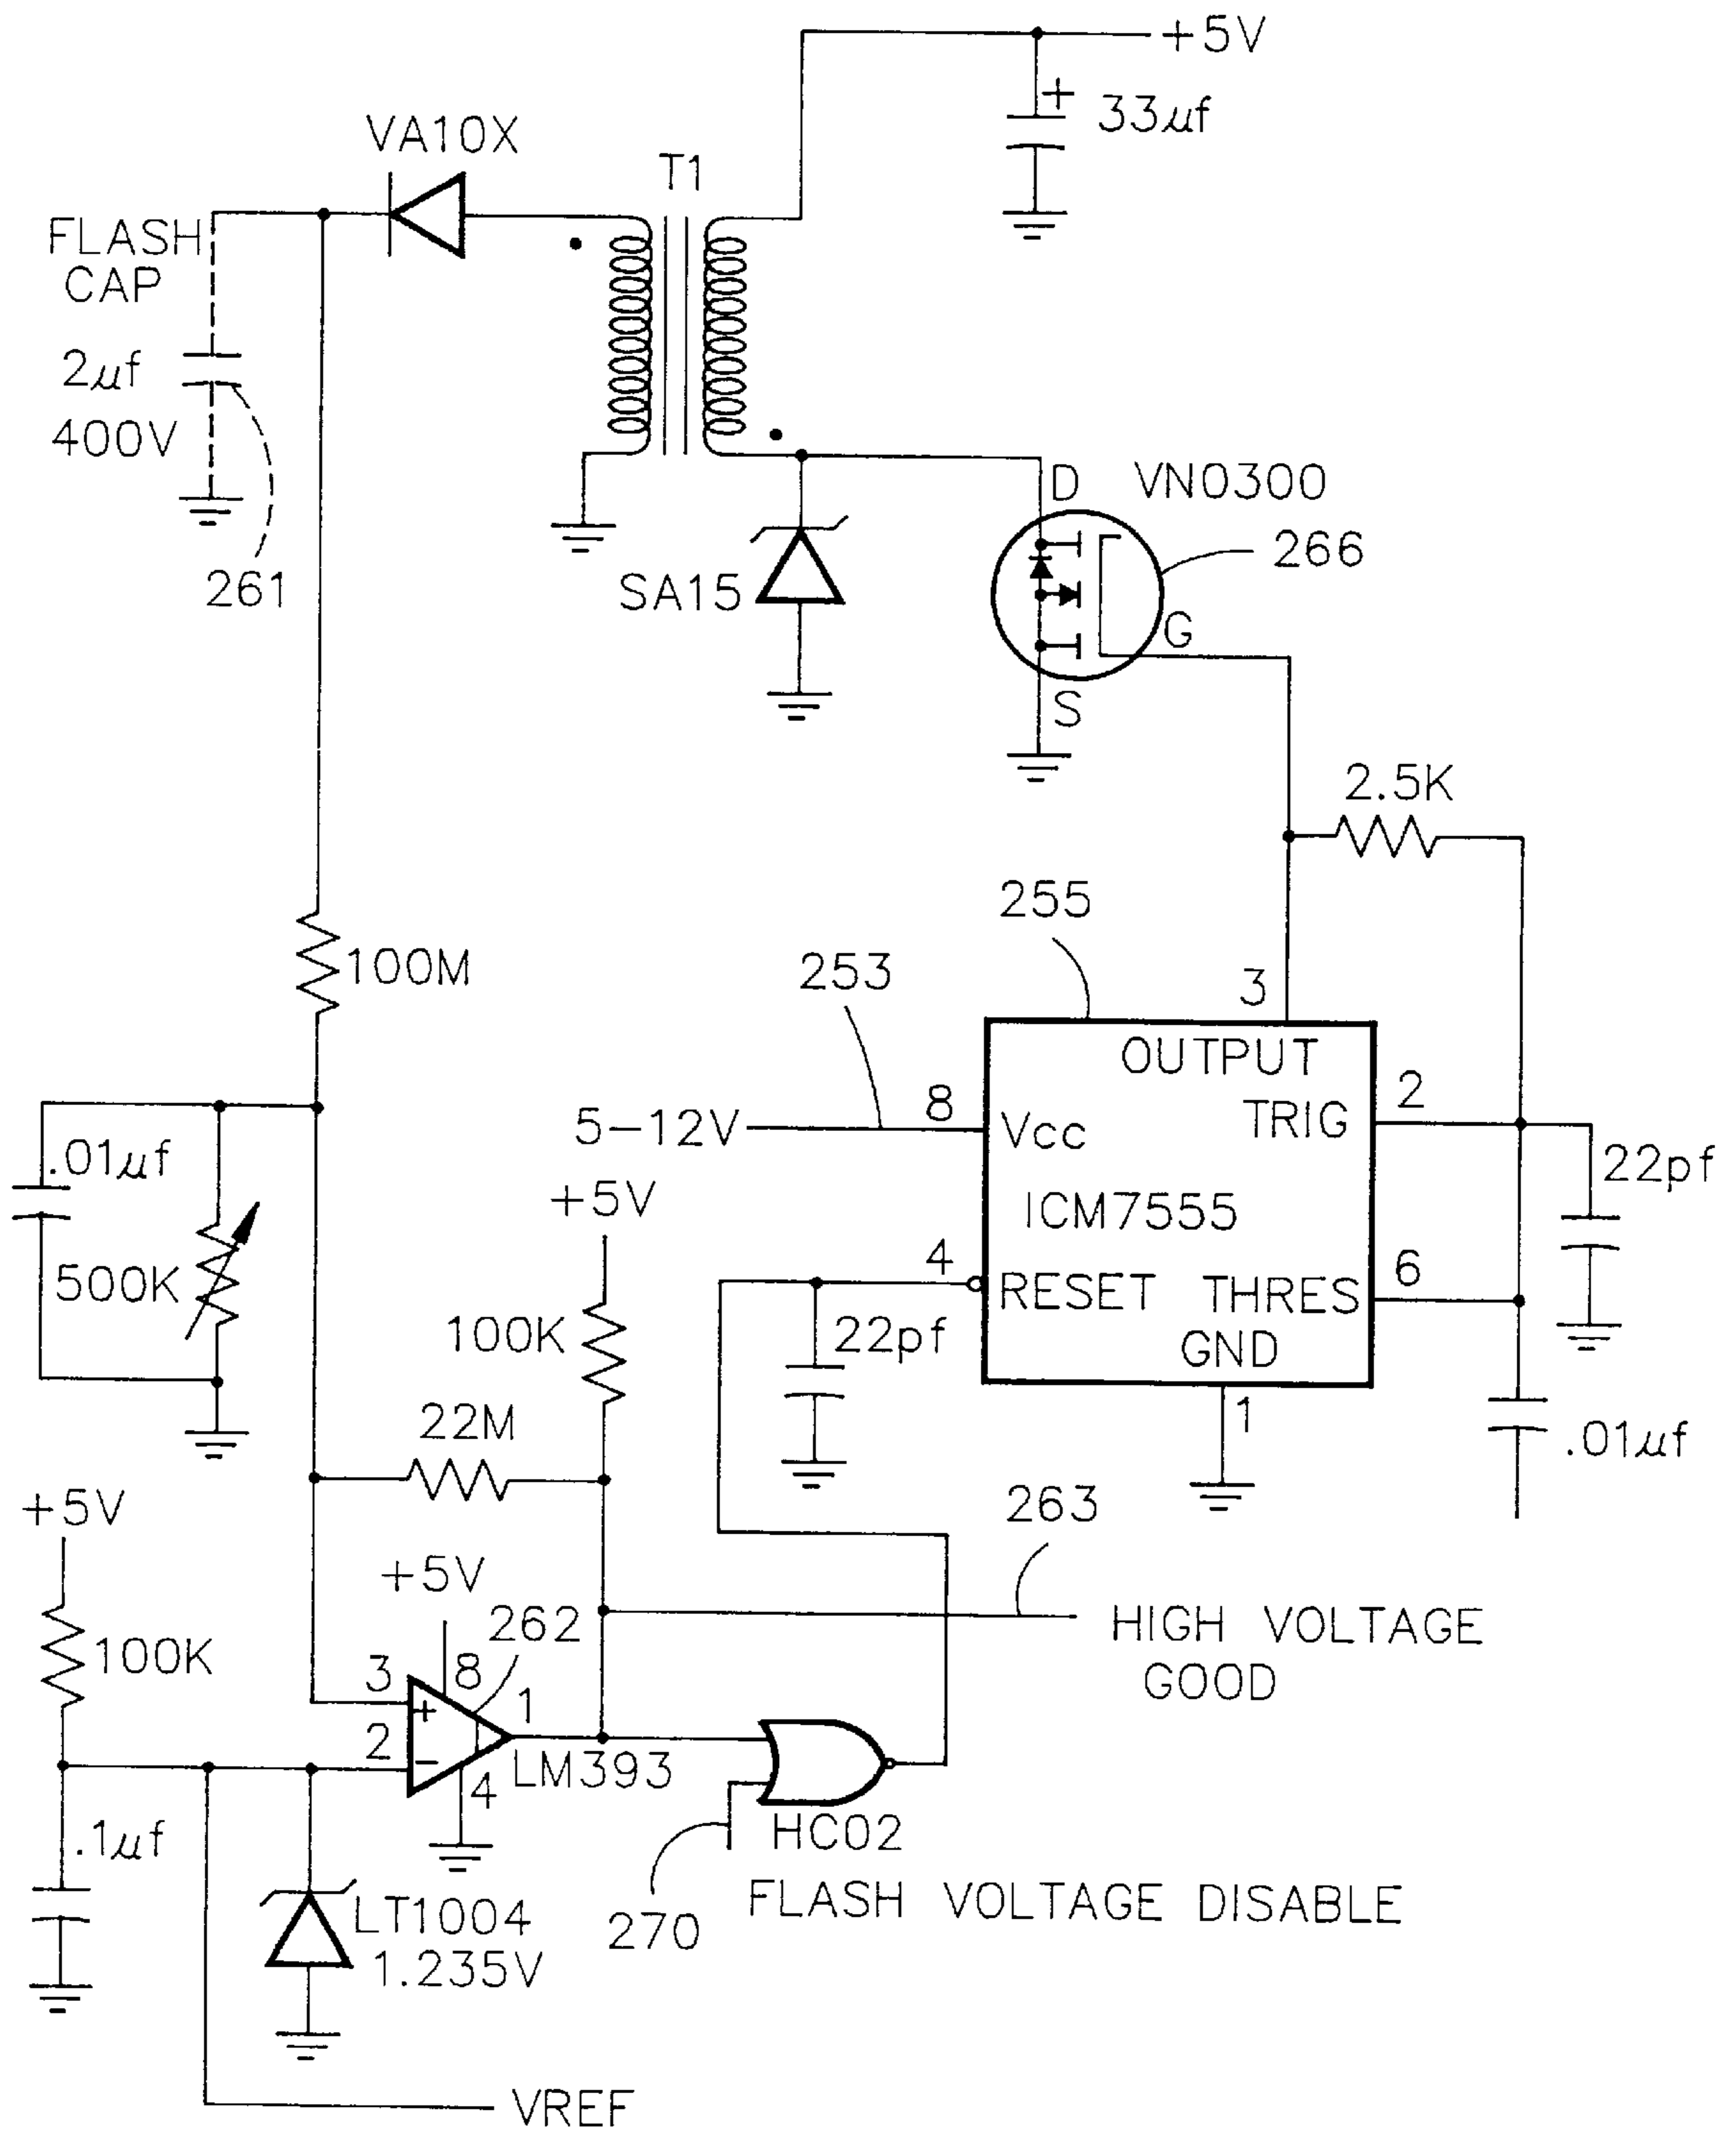 +5V
+
33µf
VA10X
T1
FLASH
CAP
2µf
400V
261
SA15
D
VN0300
266
G
S
2.5K
255
100M
253
3
OUTPUT
5-12V
8
Vcc
TRIG
2
.01µf
22pf
+5V
ICM7555
500K
4
RESET
THRES
6
100K
22pf
GND
1
22M
.01µf
+5V
263
+5V
262
HIGH VOLTAGE
GOOD
100K
3
8
+
1
2
−
LM393
4
.1µf
HC02
270
FLASH VOLTAGE DISABLE
LT1004
1.235V
VREF